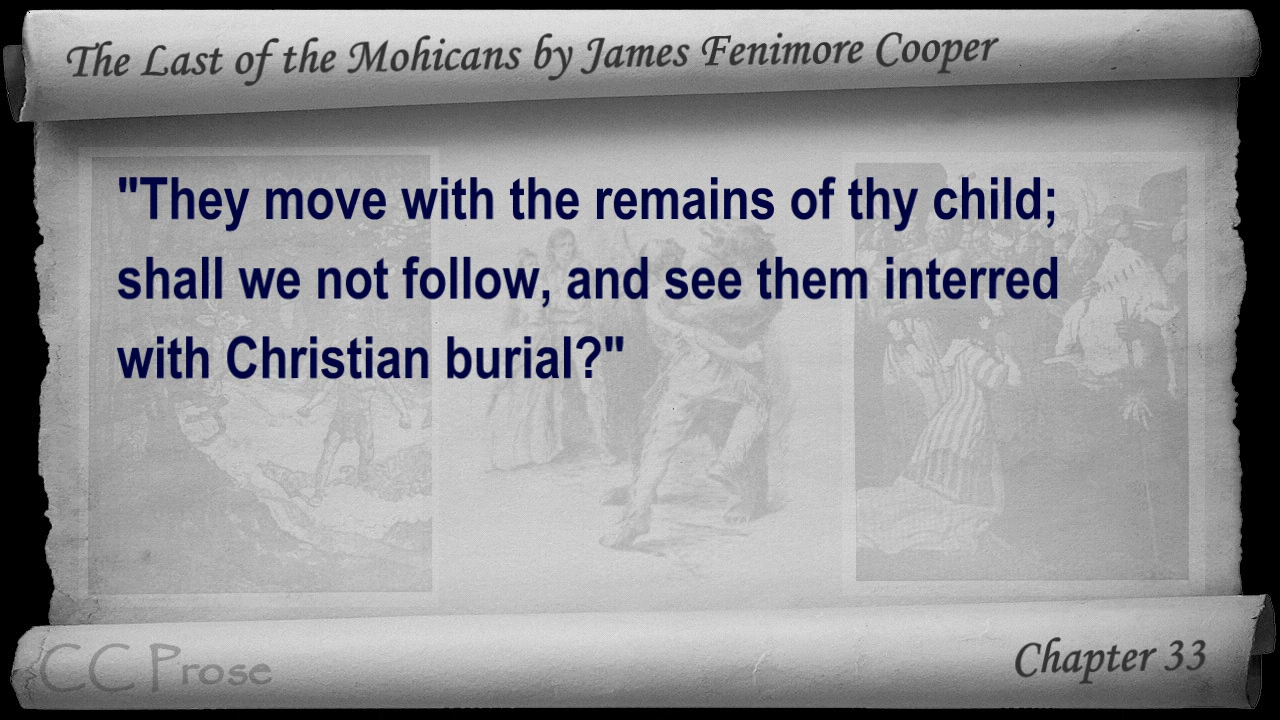 The Last of the Mohicans by James Fenimore Cooper
"They move with the remains of thy child;
shall we not follow, and see them interred
with Christian burial?"
CC Prose
Chapter 33